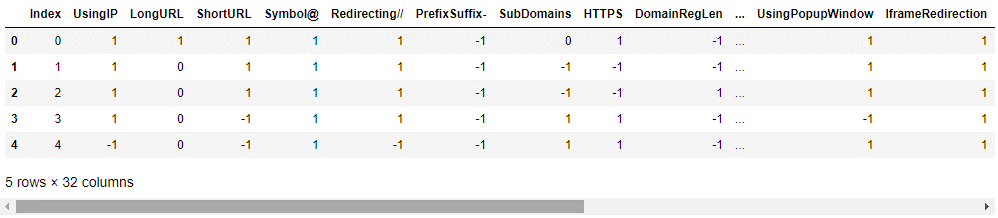 Index UsingIP LongURL ShortURL Symbol@ Redirecting// PrefixSuffix- SubDomains HTTPS DomainRegLen ... UsingPopupWindow IframeRedirection
0 0 1 1 1 1 1 -1 0 1 -1 ... 1 1
1 1 1 0 1 1 1 -1 -1 -1 -1 ... 1 1
2 2 1 0 1 1 1 -1 -1 -1 1 ... 1 1
3 3 1 0 -1 1 1 -1 1 1 -1 ... -1 1
4 4 -1 0 -1 1 -1 -1 1 1 -1 ... 1 1
5 rows × 32 columns